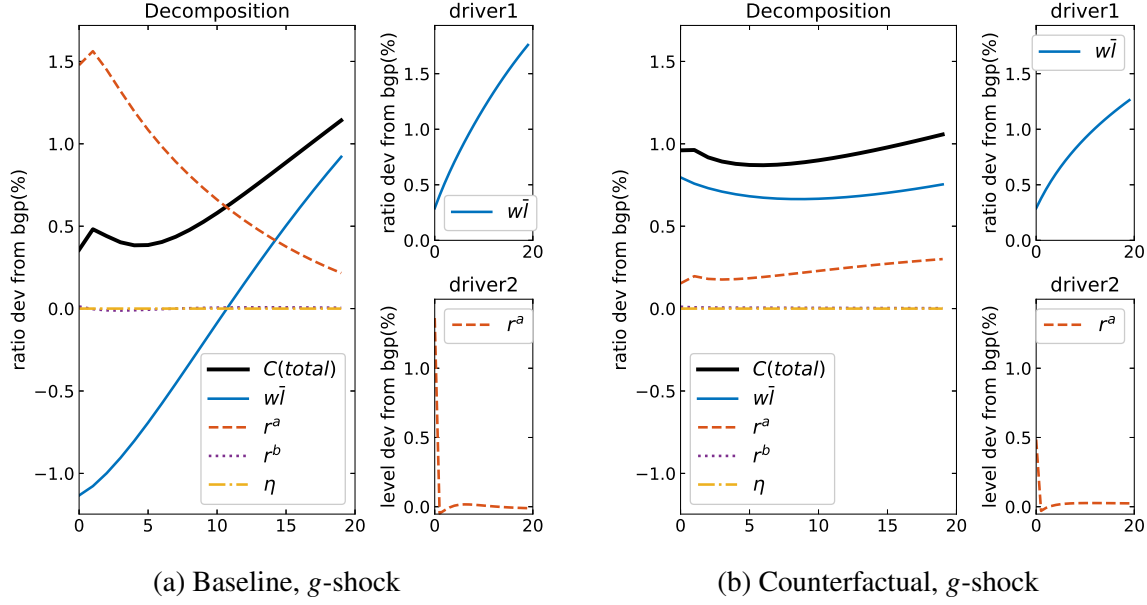 Decomposition
ratio dev from bgp(%)
1.5
1.0
0.5
0.0
−0.5
−1.0
C(total)
wl̄
rᵃ
rᵇ
η
0 5 10 15 20
driver1
ratio dev from bgp(%)
1.5
1.0
0.5
0.0
wl̄
0 20
driver2
level dev from bgp(%)
rᵃ
1.0
0.5
0.0
0 20
(a) Baseline, g-shock
Decomposition
ratio dev from bgp(%)
1.5
1.0
0.5
0.0
−0.5
−1.0
C(total)
wl̄
rᵃ
rᵇ
η
0 5 10 15 20
driver1
ratio dev from bgp(%)
wl̄
1.5
1.0
0.5
0.0
0 20
driver2
level dev from bgp(%)
rᵃ
1.0
0.5
0.0
0 20
(b) Counterfactual, g-shock